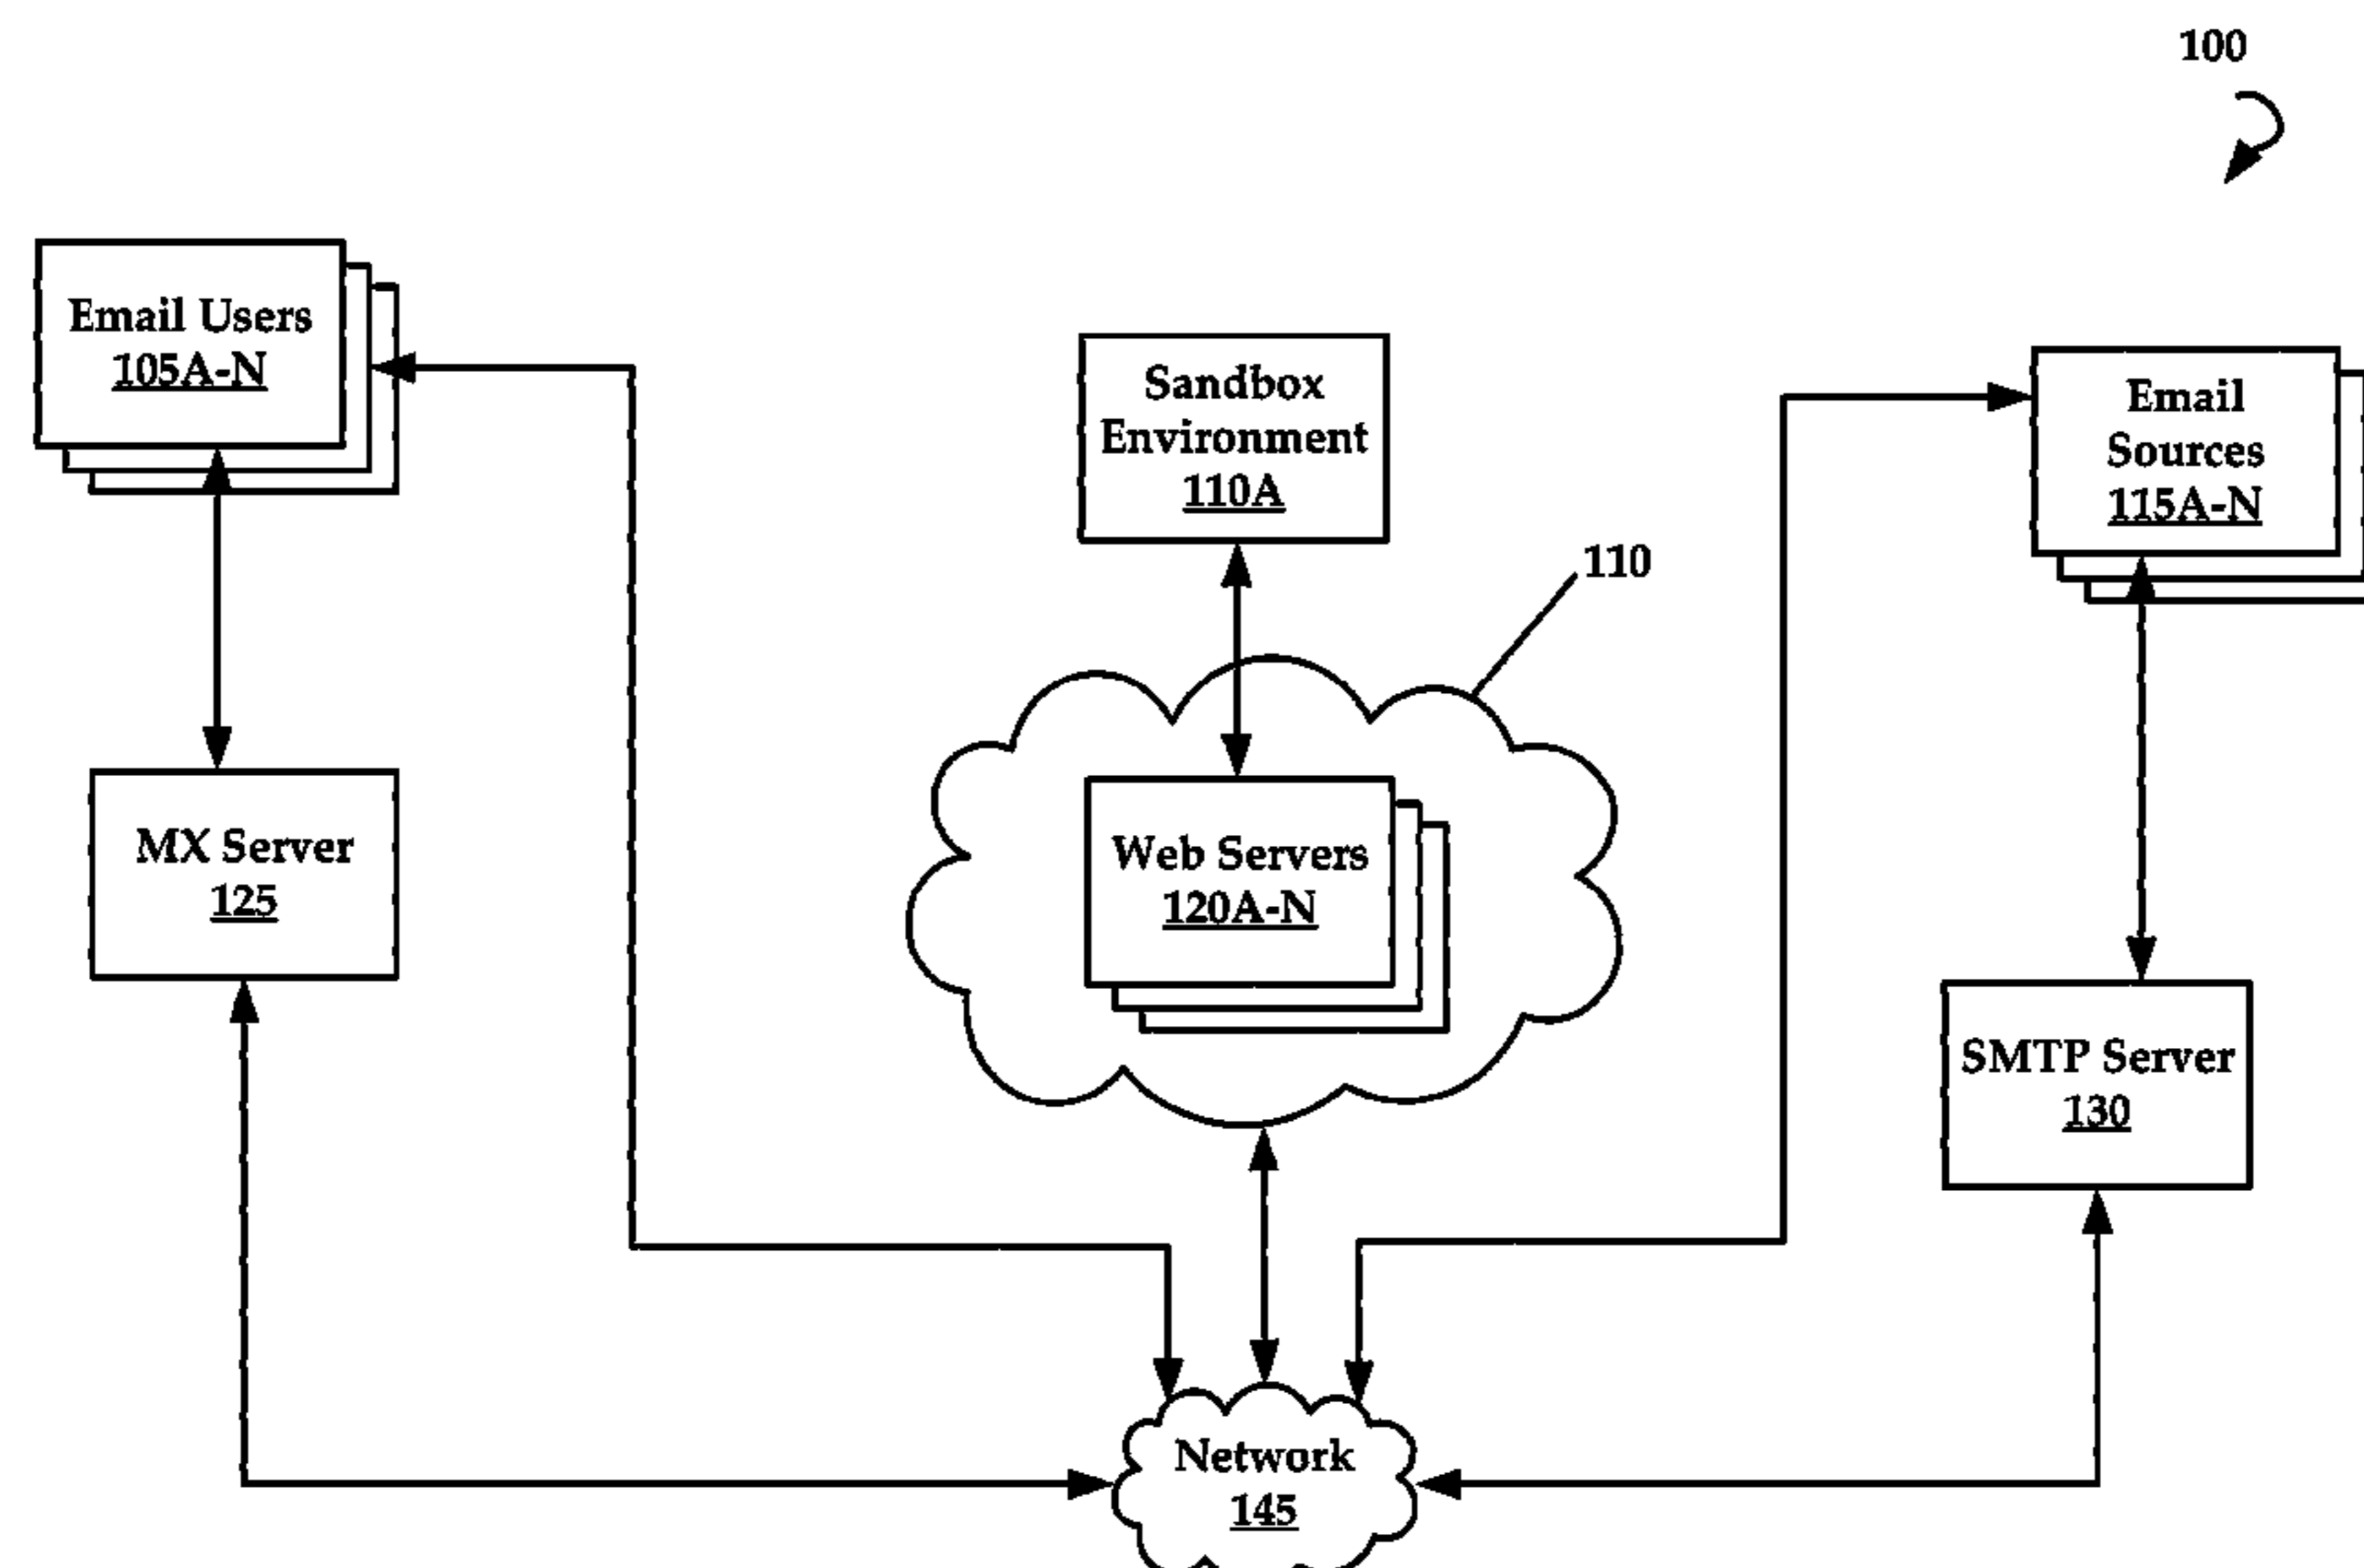 100
Email Users
105A-N
Sandbox
Environment
110A
Email
Sources
115A-N
110
MX Server
125
Web Servers
120A-N
SMTP Server
130
Network
145